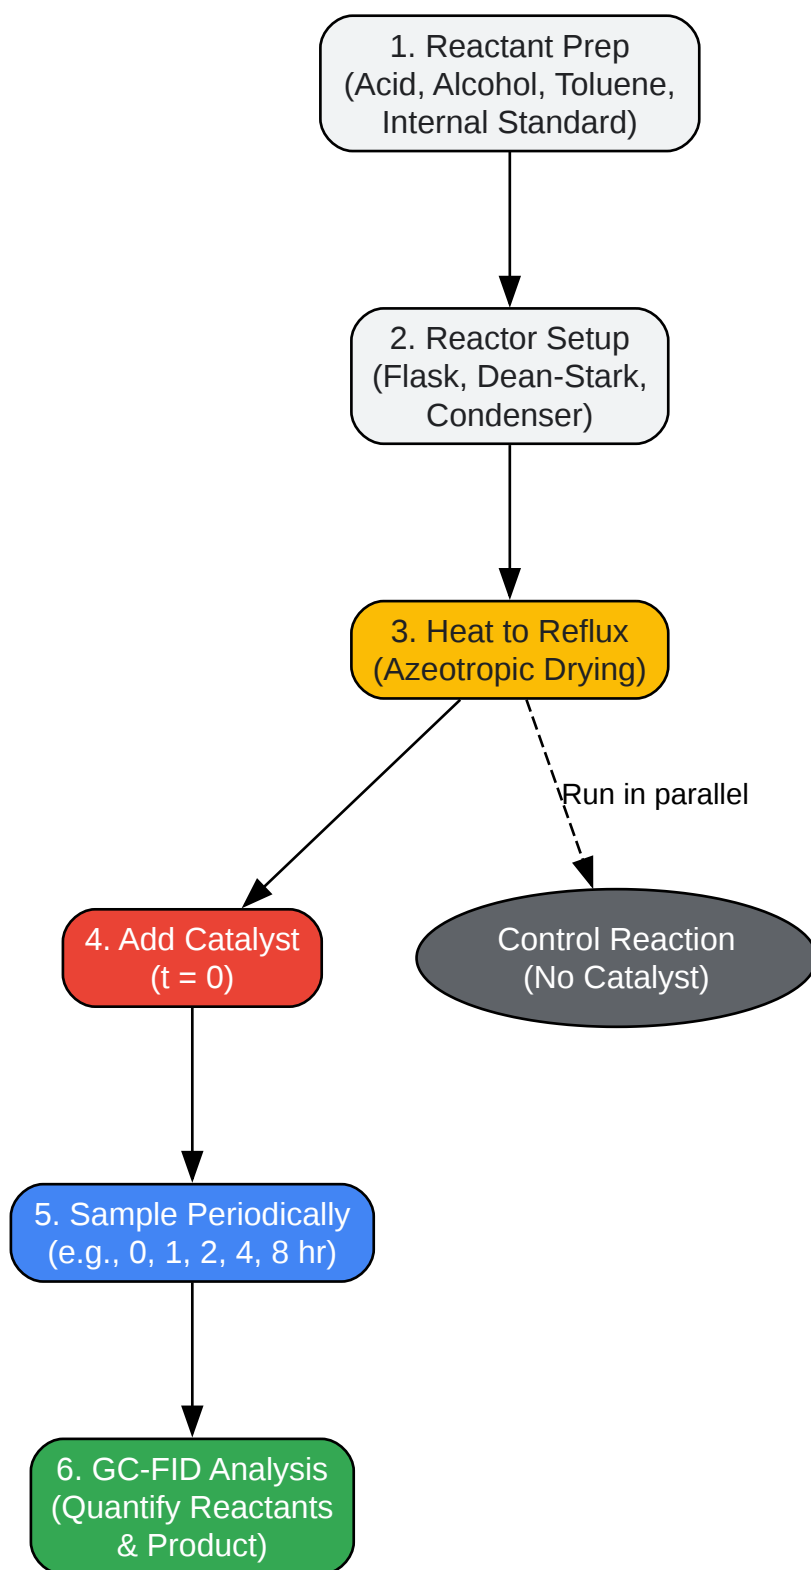 1. Reactant Prep
(Acid, Alcohol, Toluene,
Internal Standard)
2. Reactor Setup
(Flask, Dean-Stark,
Condenser)
3. Heat to Reflux
(Azeotropic Drying)
Run in parallel
4. Add Catalyst
(t = 0)
Control Reaction
(No Catalyst)
5. Sample Periodically
(e.g., 0, 1, 2, 4, 8 hr)
6. GC-FID Analysis
(Quantify Reactants
& Product)